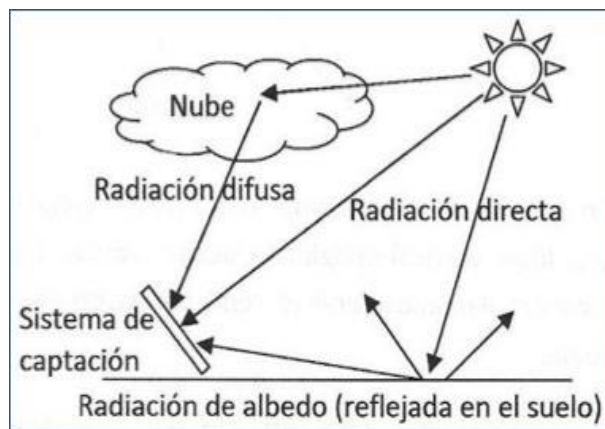 Nube
Radiación difusa
Radiación directa
Sistema de
captación
Radiación de albedo (reflejada en el suelo)